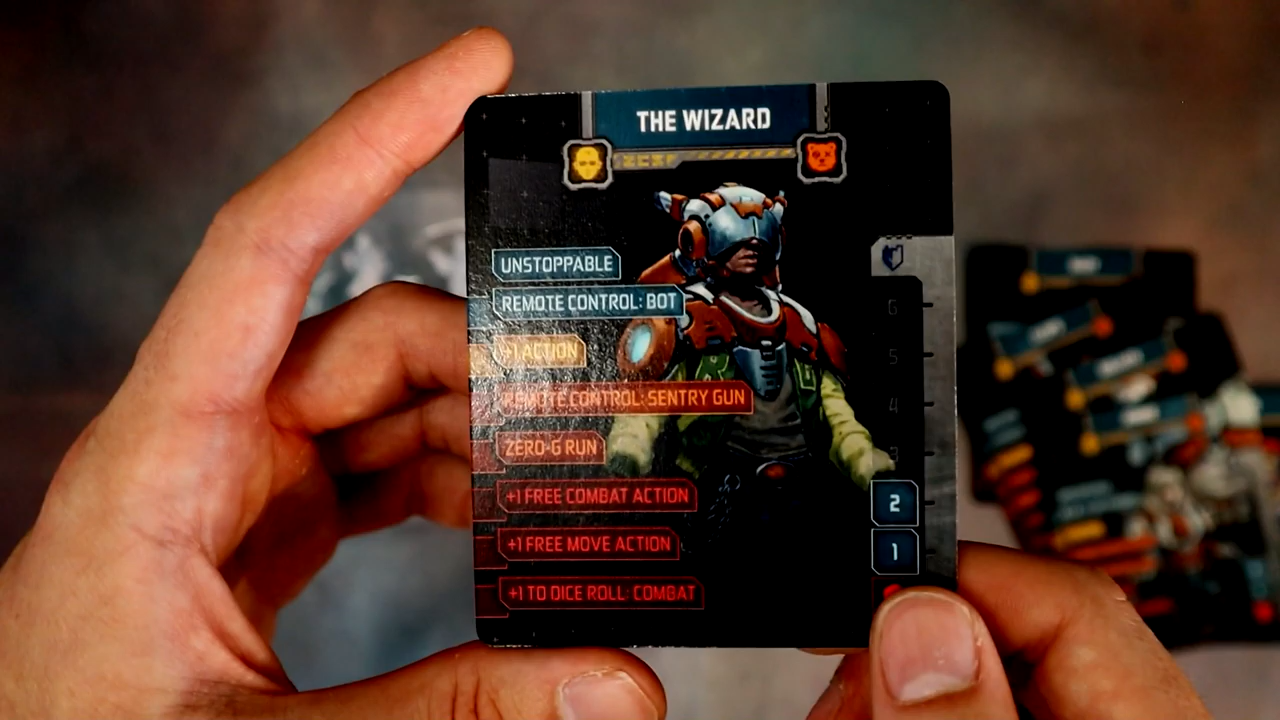 THE WIZARD
UNSTOPPABLE
REMOTE CONTROL: BOT
+1 ACTION
REMOTE CONTROL: SENTRY GUN
ZERO-G RUN
+1 FREE COMBAT ACTION
+1 FREE MOVE ACTION
+1 TO DICE ROLL: COMBAT
6
5
4
3
2
1